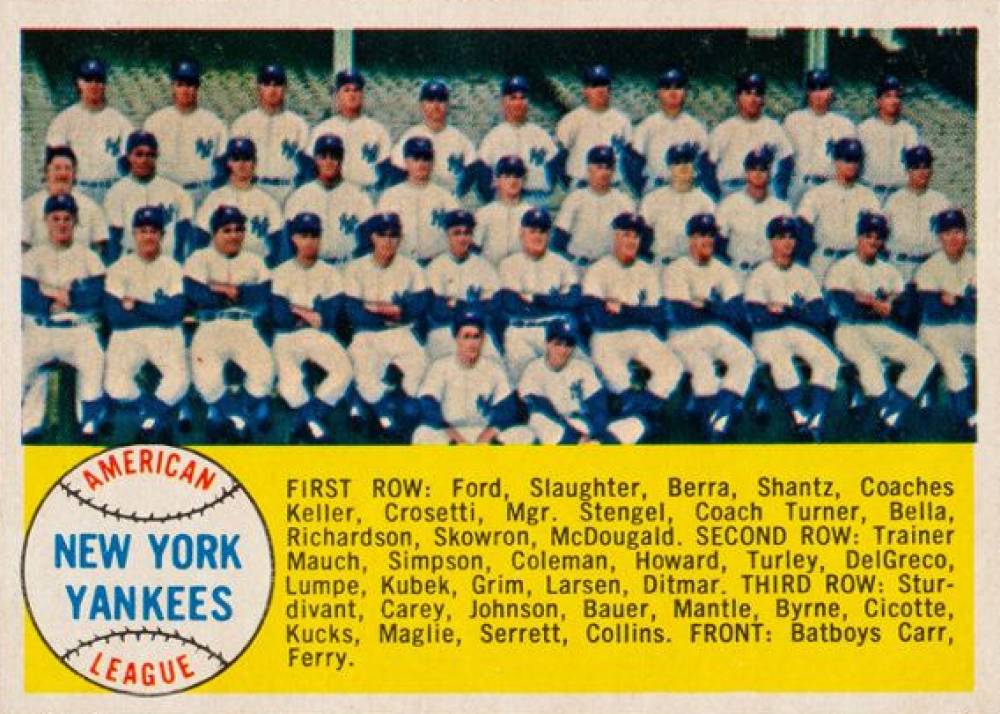 AMERICAN
NEW YORK
YANKEES
LEAGUE
FIRST ROW: Ford, Slaughter, Berra, Shantz, Coaches
Keller, Crosetti, Mgr. Stengel, Coach Turner, Bella,
Richardson, Skowron, McDougald. SECOND ROW: Trainer
Mauch, Simpson, Coleman, Howard, Turley, DelGreco,
Lumpe, Kubek, Grim, Larsen, Ditmar. THIRD ROW: Stur-
divant, Carey, Johnson, Bauer, Mantle, Byrne, Cicotte,
Kucks, Maglie, Serrett, Collins. FRONT: Batboys Carr,
Ferry.